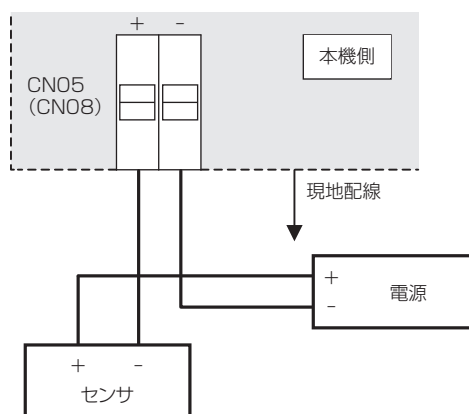 + -
本機側
CN05
(CN08)
現地配線
+
電源
-
+ -
センサ